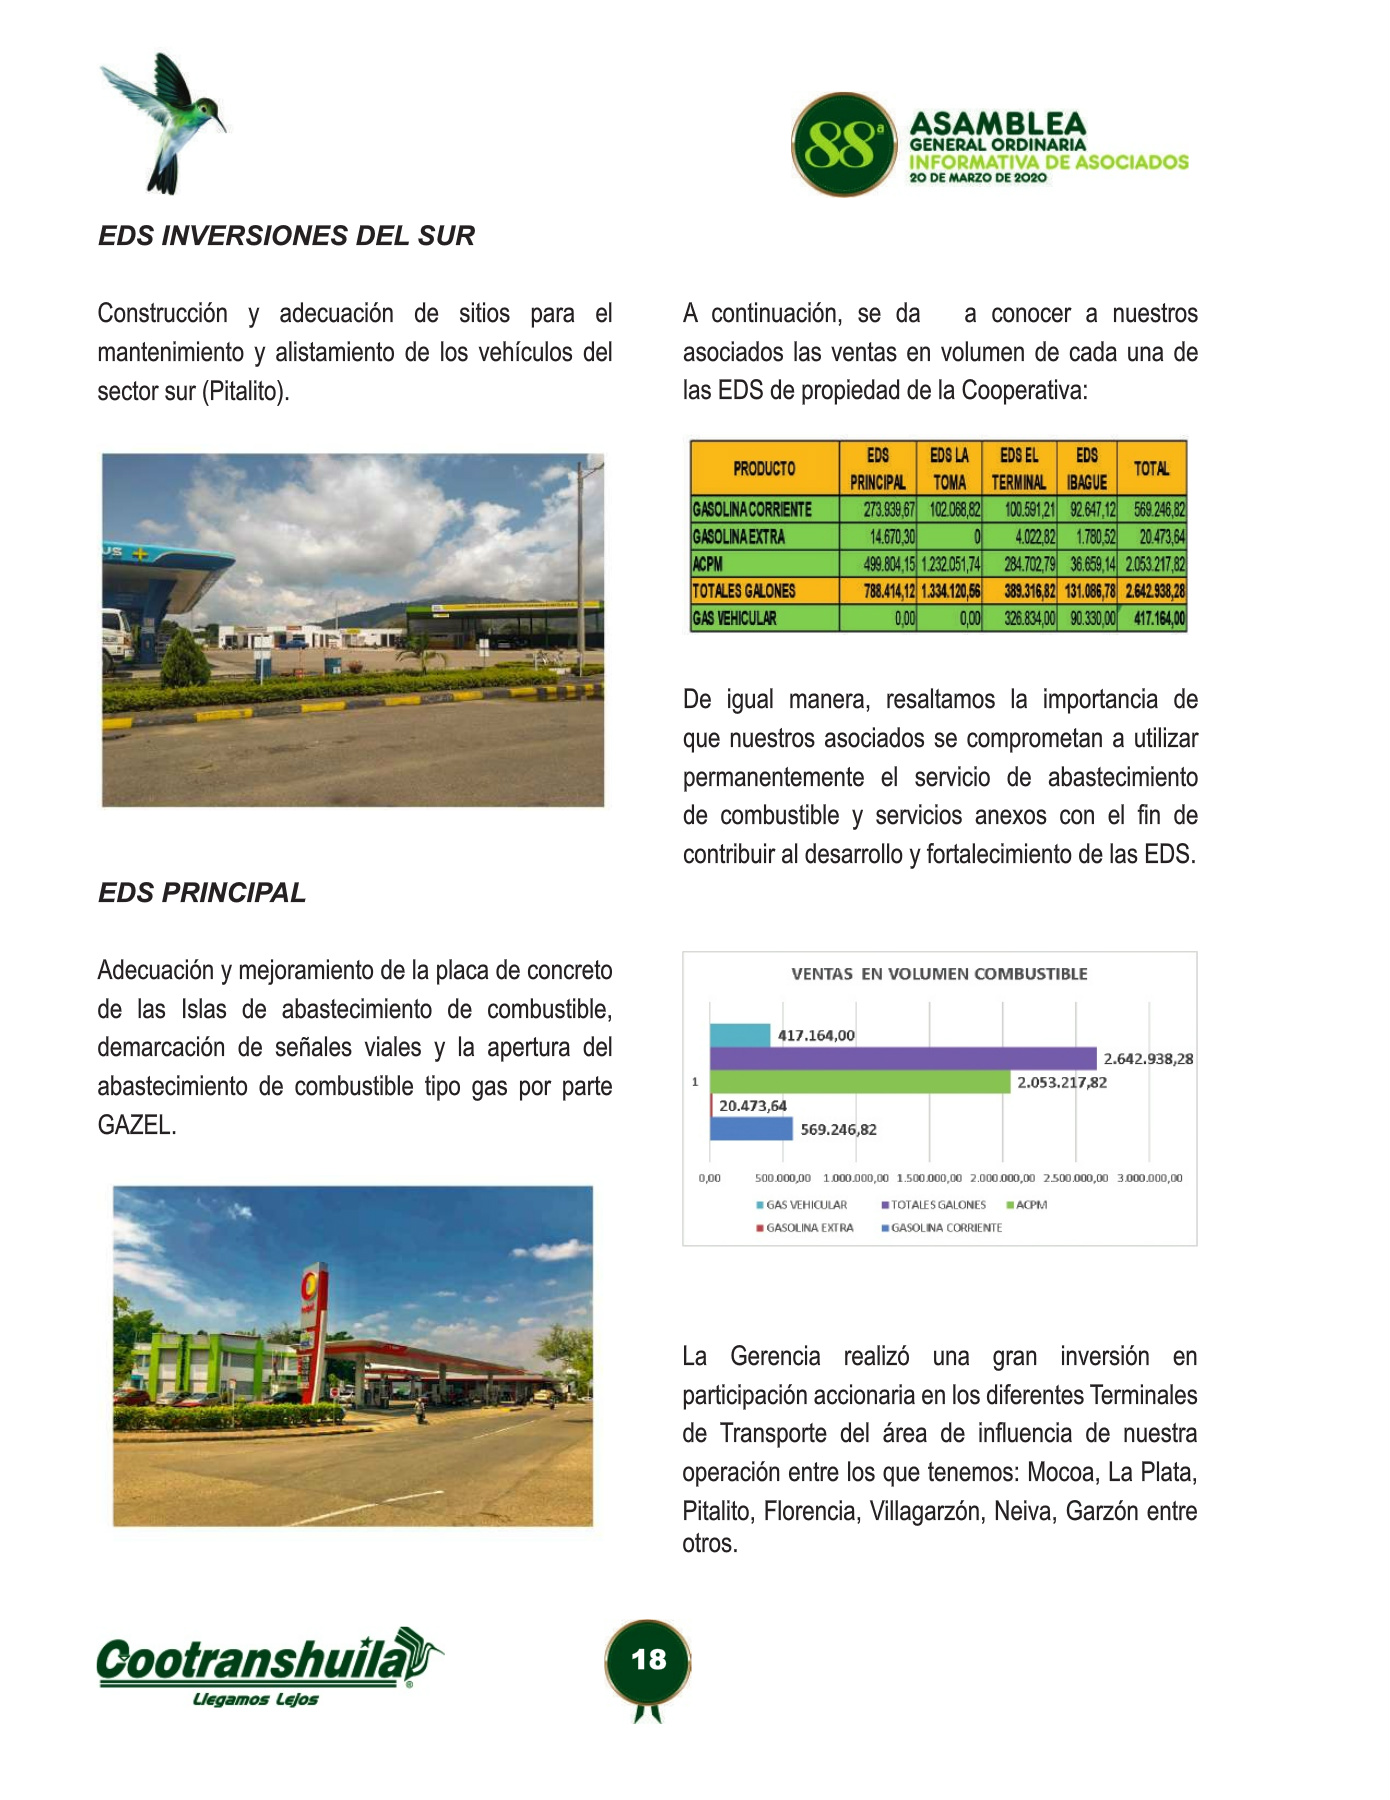 88ª
ASAMBLEA
GENERAL ORDINARIA
INFORMATIVA DE ASOCIADOS
20 DE MARZO DE 2020
EDS INVERSIONES DEL SUR
Construcción y adecuación de sitios para el
mantenimiento y alistamiento de los vehículos del
sector sur (Pitalito).
EDS PRINCIPAL
Adecuación y mejoramiento de la placa de concreto
de las Islas de abastecimiento de combustible,
demarcación de señales viales y la apertura del
abastecimiento de combustible tipo gas por parte
GAZEL.
A continuación, se da a conocer a nuestros
asociados las ventas en volumen de cada una de
las EDS de propiedad de la Cooperativa:
PRODUCTO EDS PRINCIPAL EDS LA TOMA EDS EL TERMINAL EDS IBAGUE TOTAL
GASOLINA CORRIENTE 273.939,67 102.068,82 100.591,21 92.647,12 569.246,82
GASOLINA EXTRA 14.670,30 0 4.022,82 1.780,52 20.473,64
ACPM 499.804,15 1.232.051,74 284.702,79 36.659,14 2.053.217,82
TOTALES GALONES 788.414,12 1.334.120,56 389.316,82 131.086,78 2.642.938,28
GAS VEHICULAR 0,00 0,00 326.834,00 90.330,00 417.164,00
De igual manera, resaltamos la importancia de
que nuestros asociados se comprometan a utilizar
permanentemente el servicio de abastecimiento
de combustible y servicios anexos con el fin de
contribuir al desarrollo y fortalecimiento de las EDS.
VENTAS EN VOLUMEN COMBUSTIBLE
417.164,00
2.642.938,28
1
2.053.217,82
20.473,64
569.246,82
0,00 500.000,00 1.000.000,00 1.500.000,00 2.000.000,00 2.500.000,00 3.000.000,00
GAS VEHICULAR TOTALES GALONES ACPM
GASOLINA EXTRA GASOLINA CORRIENTE
La Gerencia realizó una gran inversión en
participación accionaria en los diferentes Terminales
de Transporte del área de influencia de nuestra
operación entre los que tenemos: Mocoa, La Plata,
Pitalito, Florencia, Villagarzón, Neiva, Garzón entre
otros.
Cootranshuila
®
Llegamos Lejos
18